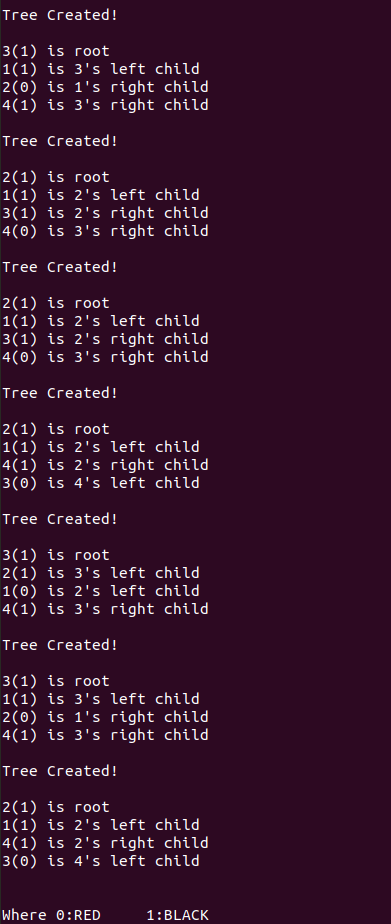 Tree Created!
3(1) is root
1(1) is 3's left child
2(0) is 1's right child
4(1) is 3's right child
Tree Created!
2(1) is root
1(1) is 2's left child
3(1) is 2's right child
4(0) is 3's right child
Tree Created!
2(1) is root
1(1) is 2's left child
3(1) is 2's right child
4(0) is 3's right child
Tree Created!
2(1) is root
1(1) is 2's left child
4(1) is 2's right child
3(0) is 4's left child
Tree Created!
3(1) is root
2(1) is 3's left child
1(0) is 2's left child
4(1) is 3's right child
Tree Created!
3(1) is root
1(1) is 3's left child
2(0) is 1's right child
4(1) is 3's right child
Tree Created!
2(1) is root
1(1) is 2's left child
4(1) is 2's right child
3(0) is 4's left child
Where 0:RED     1:BLACK